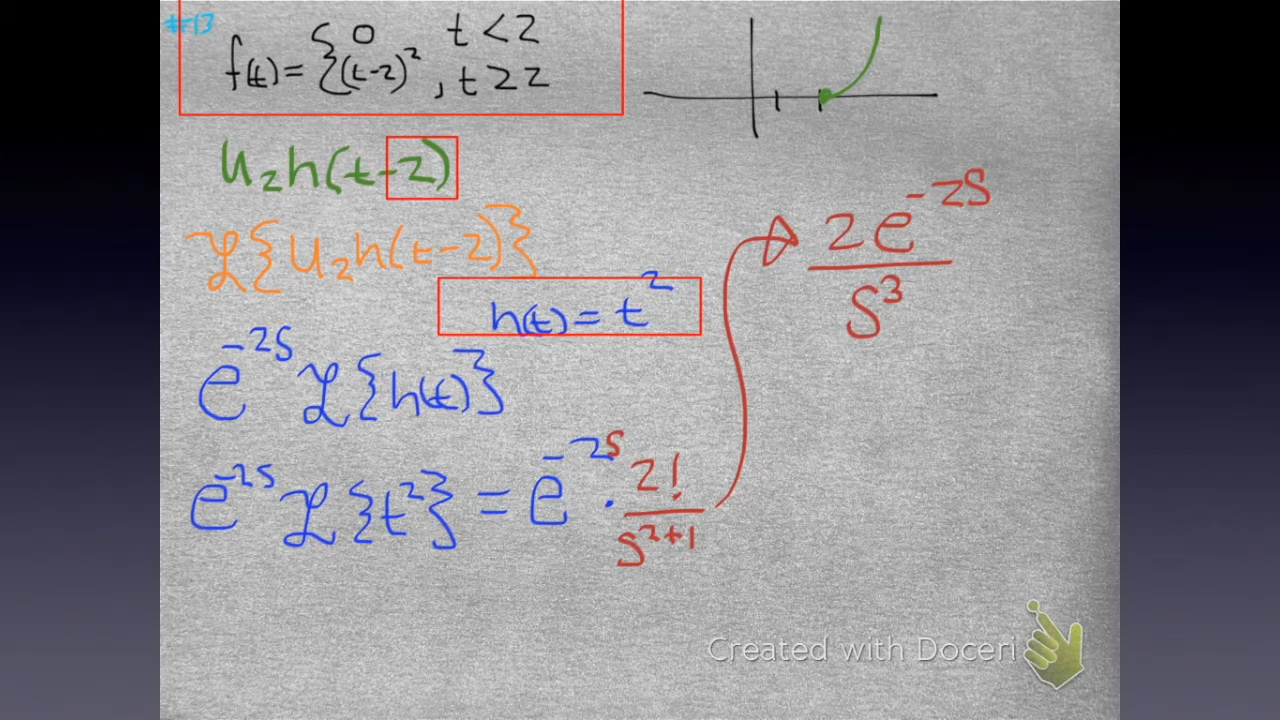 #13
f(t) = { 0 t < 2
{ (t-2)², t ≥ 2
u₂h(t-2)
ℒ{u₂h(t-2)}
h(t) = t²
e⁻²ˢ ℒ{h(t)}
e⁻²ˢ ℒ{t²} = e⁻²ˢ · 2!/s²⁺¹
2e⁻²ˢ/s³
Created with Doceri